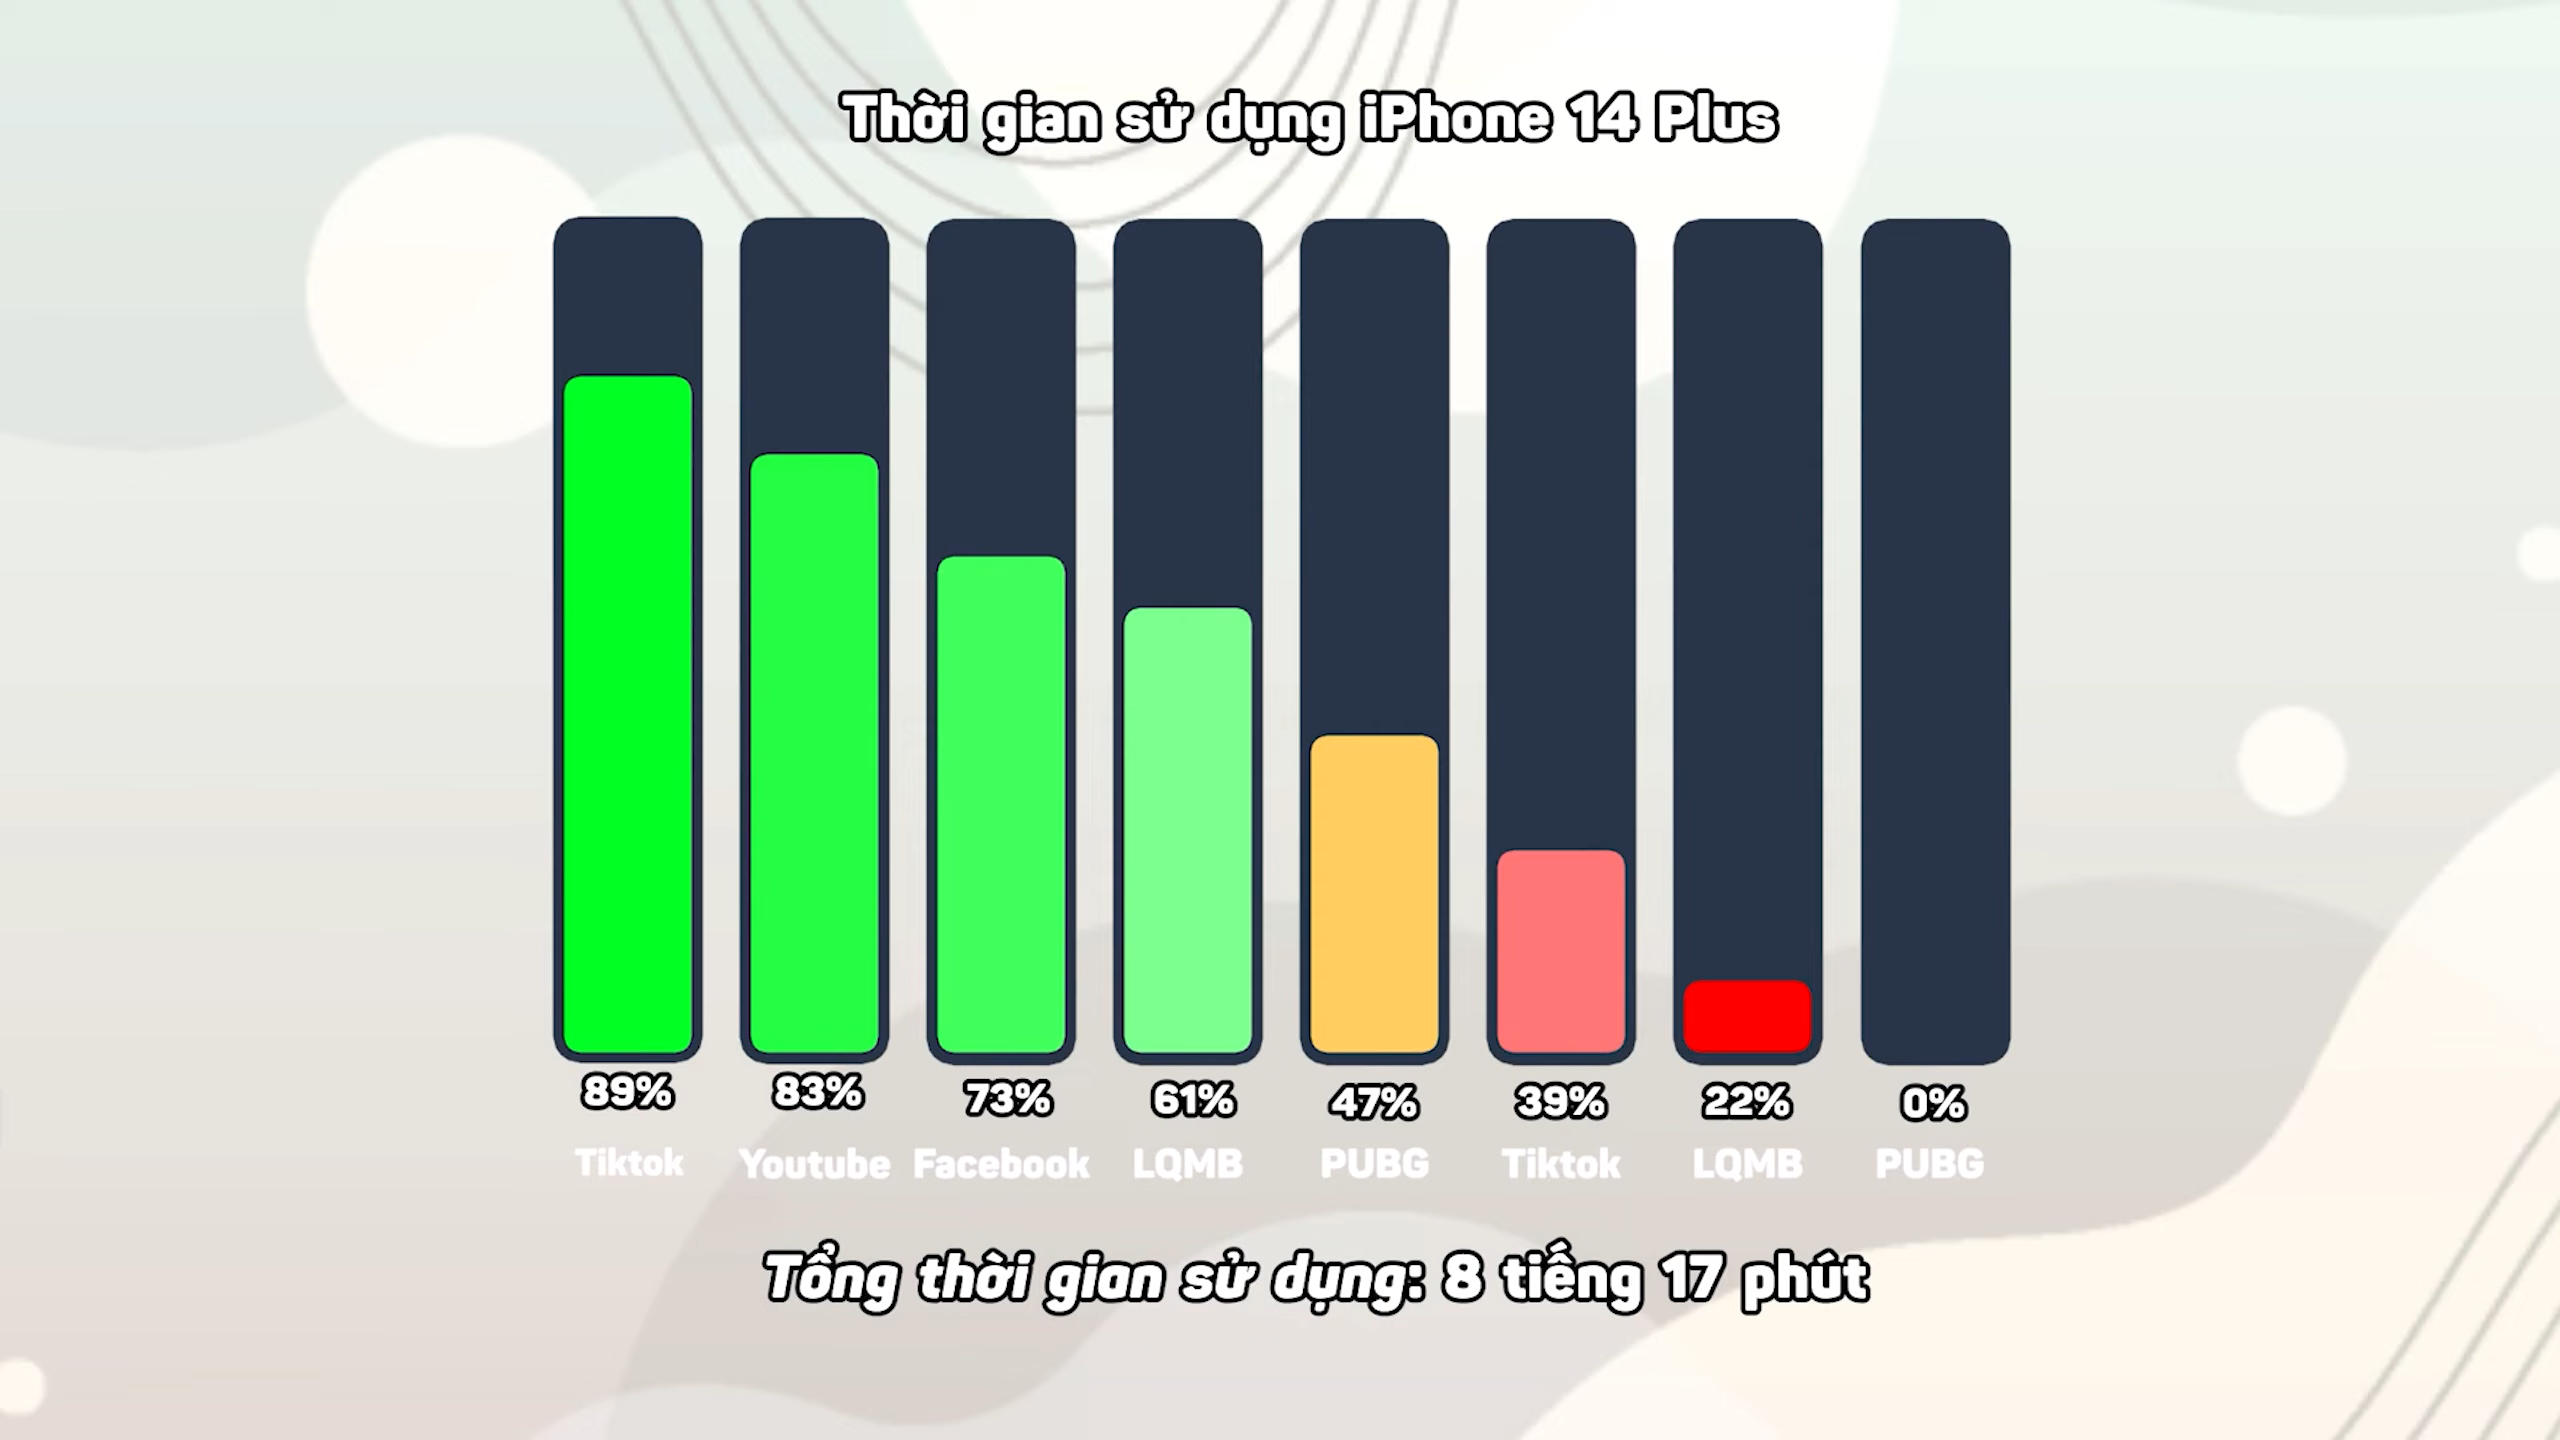 Thời gian sử dụng iPhone 14 Plus
89% 83% 73% 61% 47% 39% 22% 0%
Tiktok Youtube Facebook LQMB PUBG Tiktok LQMB PUBG
Tổng thời gian sử dụng: 8 tiếng 17 phút